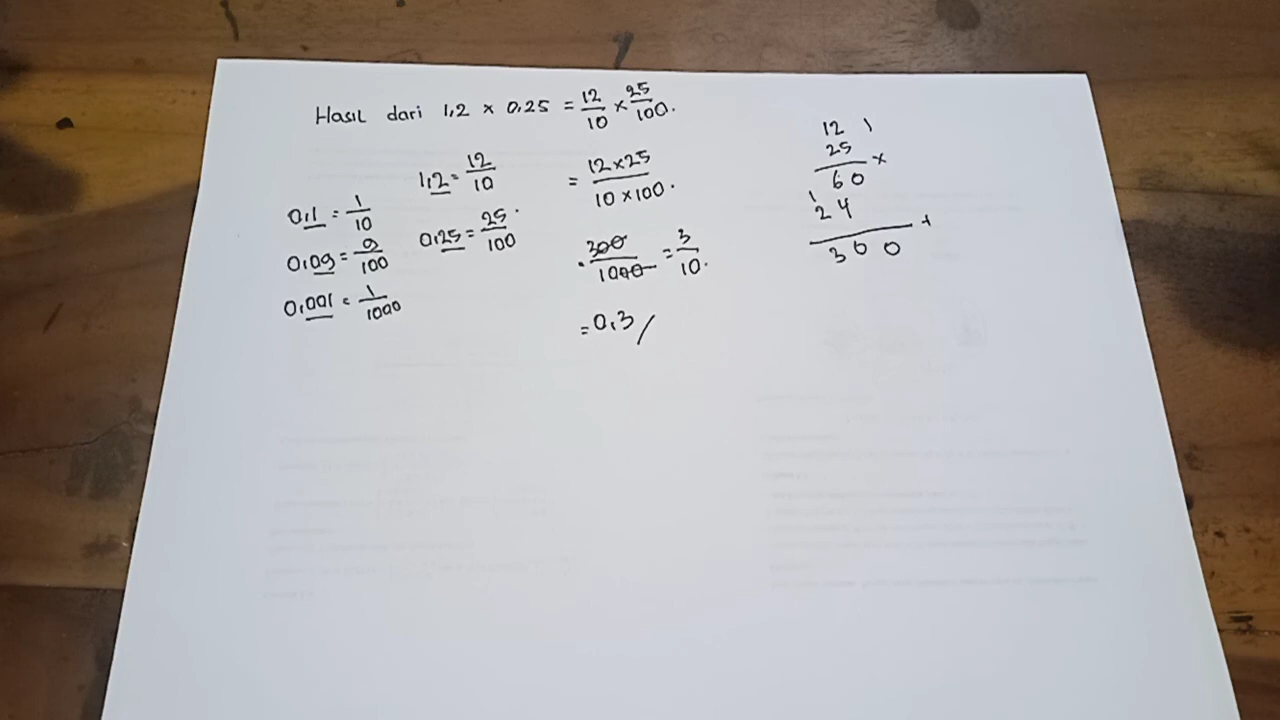 Hasil dari 1,2 × 0,25 = 12/10 × 25/100.
= 12×25 / 10×100.
. 300/1000 = 3/10.
= 0,3 /
1,2 = 12/10
0,25 = 25/100.
0,1 = 1/10
0,09 = 9/100
0,001 = 1/1000
12 1
25 ×
60
1
24
+
300